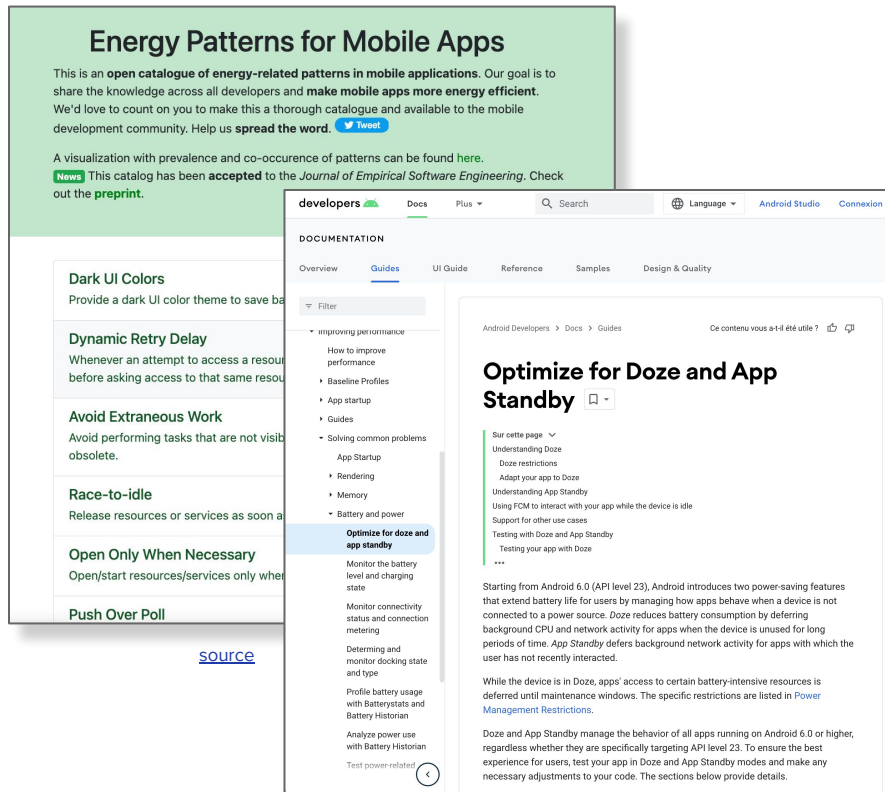 Energy Patterns for Mobile Apps
This is an open catalogue of energy-related patterns in mobile applications. Our goal is to
share the knowledge across all developers and make mobile apps more energy efficient.
We'd love to count on you to make this a thorough catalogue and available to the mobile
development community. Help us spread the word. Tweet
A visualization with prevalence and co-occurence of patterns can be found here.
News This catalog has been accepted to the Journal of Empirical Software Engineering. Check
out the preprint.
Dark UI Colors
Provide a dark UI color theme to save
Dynamic Retry Delay
Whenever an attempt to access a
before asking access to that same
Avoid Extraneous Work
Avoid performing tasks that are not
obsolete.
Race-to-idle
Release resources or services as soon
Open Only When Necessary
Open/start resources/services only
Push Over Poll
source
developers Docs Plus Search Language Android Studio Connexion
DOCUMENTATION
Overview Guides UI Guide Reference Samples Design & Quality
Filter
Improving performance
How to improve
performance
Baseline Profiles
App startup
Guides
Solving common problems
App Startup
Rendering
Memory
Battery and power
Optimize for doze and
app standby
Monitor the battery
level and charging
state
Monitor connectivity
status and connection
metering
Determing and
monitor docking state
and type
Profile battery usage
with Batterystats and
Battery Historian
Analyze power use
with Battery Historian
Test power-related
Android Developers > Docs > Guides Ce contenu vous a-t-il été utile ?
Optimize for Doze and App
Standby
Sur cette page
Understanding Doze
Doze restrictions
Adapt your app to Doze
Understanding App Standby
Using FCM to interact with your app while the device is idle
Support for other use cases
Testing with Doze and App Standby
Testing your app with Doze
Starting from Android 6.0 (API level 23), Android introduces two power-saving features
that extend battery life for users by managing how apps behave when a device is not
connected to a power source. Doze reduces battery consumption by deferring
background CPU and network activity for apps when the device is unused for long
periods of time. App Standby defers background network activity for apps with which the
user has not recently interacted.
While the device is in Doze, apps' access to certain battery-intensive resources is
deferred until maintenance windows. The specific restrictions are listed in Power
Management Restrictions.
Doze and App Standby manage the behavior of all apps running on Android 6.0 or higher,
regardless whether they are specifically targeting API level 23. To ensure the best
experience for users, test your app in Doze and App Standby modes and make any
necessary adjustments to your code. The sections below provide details.